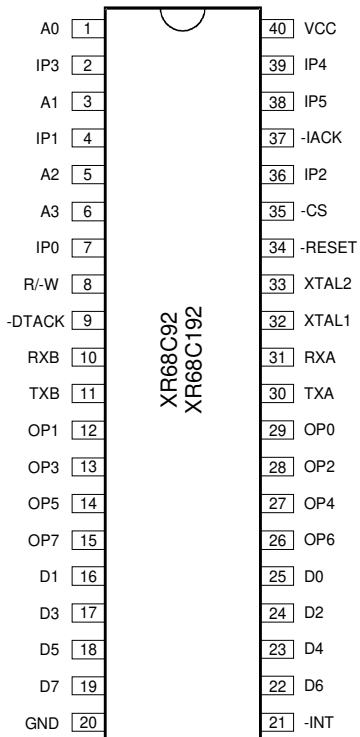 A0 1 40 VCC
IP3 2 39 IP4
A1 3 38 IP5
IP1 4 37 -IACK
A2 5 36 IP2
A3 6 35 -CS
IP0 7 34 -RESET
R/-W 8 33 XTAL2
-DTACK 9 32 XTAL1
RXB 10 31 RXA
TXB 11 30 TXA
OP1 12 29 OP0
OP3 13 28 OP2
OP5 14 27 OP4
OP7 15 26 OP6
D1 16 25 D0
D3 17 24 D2
D5 18 23 D4
D7 19 22 D6
GND 20 21 -INT
XR68C92
XR68C192